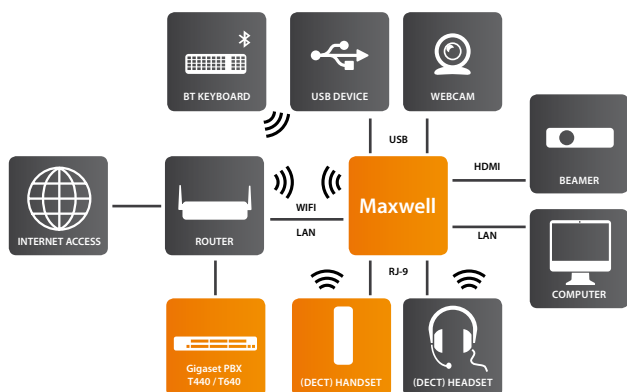 BT KEYBOARD
USB DEVICE
WEBCAM
USB
HDMI
BEAMER
INTERNET ACCESS
ROUTER
WIFI
LAN
Maxwell
LAN
COMPUTER
RJ-9
Gigaset PBX
T440 / T640
(DECT) HANDSET
(DECT) HEADSET